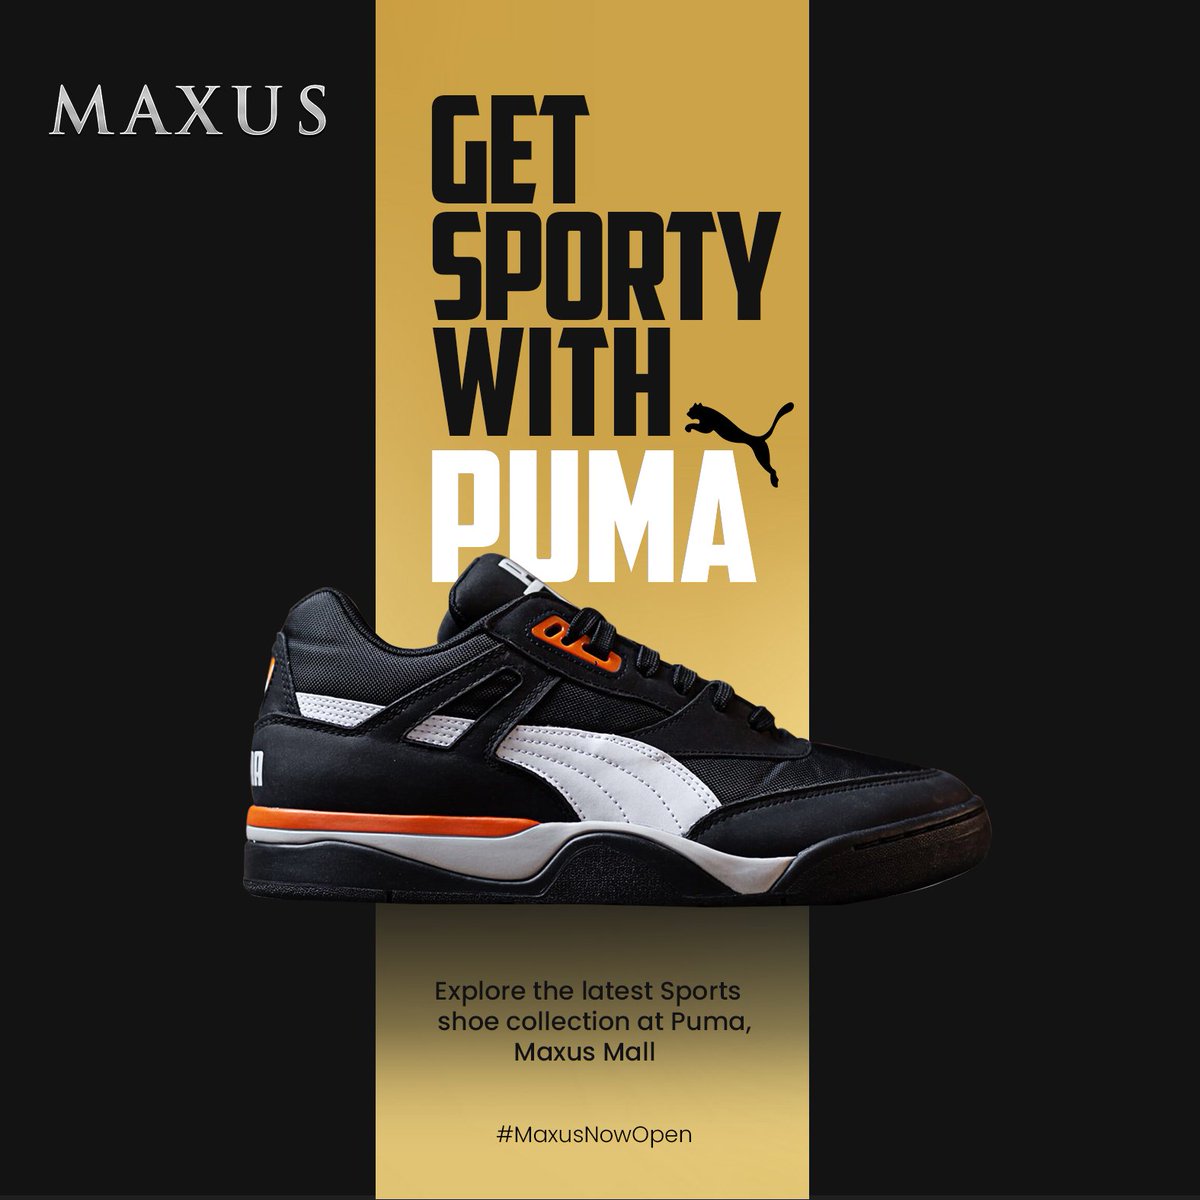 MAXUS
GET
SPORTY
WITH
PUMA
Explore the latest Sports
shoe collection at Puma,
Maxus Mall
#MaxusNowOpen